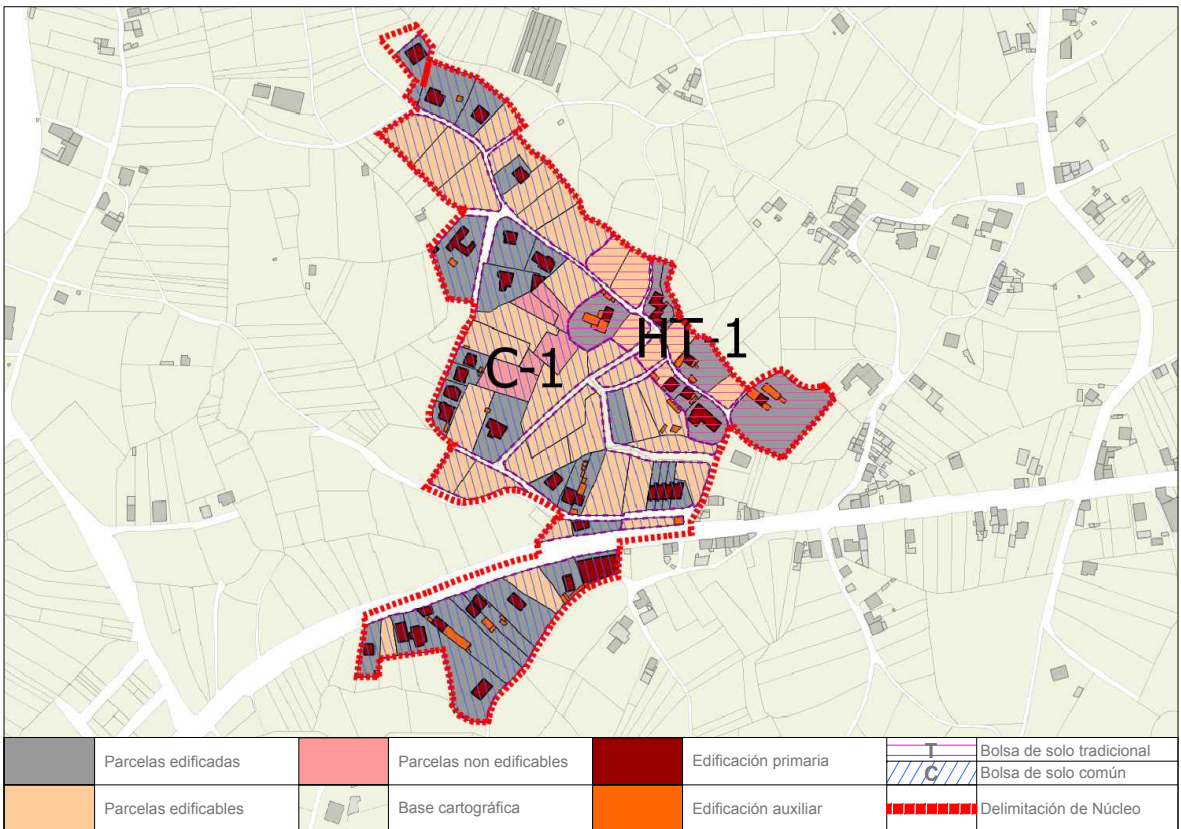 HT-1
C-1
Parcelas edificadas
Parcelas non edificables
Edificación primaria
T
Bolsa de solo tradicional
C
Bolsa de solo común
Parcelas edificables
Base cartográfica
Edificación auxiliar
Delimitación de Núcleo